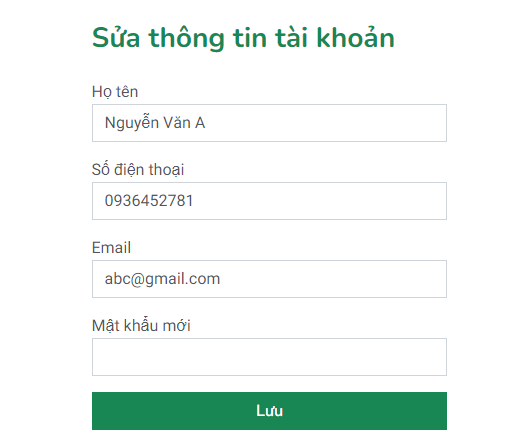 Sửa thông tin tài khoản
Họ tên
Nguyễn Văn A
Số điện thoại
0936452781
Email
abc@gmail.com
Mật khẩu mới
Lưu